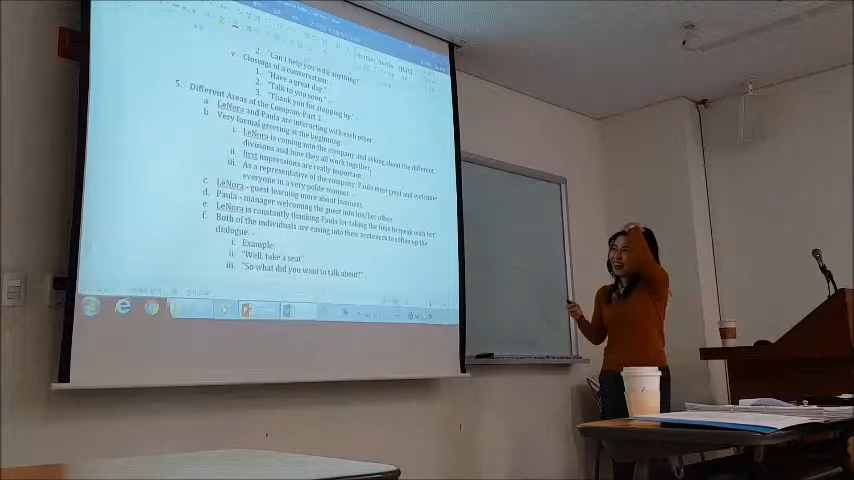 2. "Can I help you with anything?"
v. Closings of a conversation:
1. "Have a great day"
2. "Talk to you soon"
3. "Thank you for stopping by."
5. Different Areas of the Company Part 1
a. LeNora and Paula are interacting with each other
b. Very formal greeting at the beginning:
i. LeNora is coming into the company and asking about the different
divisions and how they all work together.
ii. first impressions are really important
iii. As a representative of the company, Paula must greet and welcome
everyone in a very polite manner.
c. LeNora - guest learning more about business
d. Paula - manager welcoming the guest into his/her office
e. LeNora is constantly thanking Paula for taking the time to speak with her.
f. Both of the individuals are easing into their sentences to soften up the
dialogue.
i. Example:
ii. "Well, take a seat"
iii. "So what did you want to talk about?"